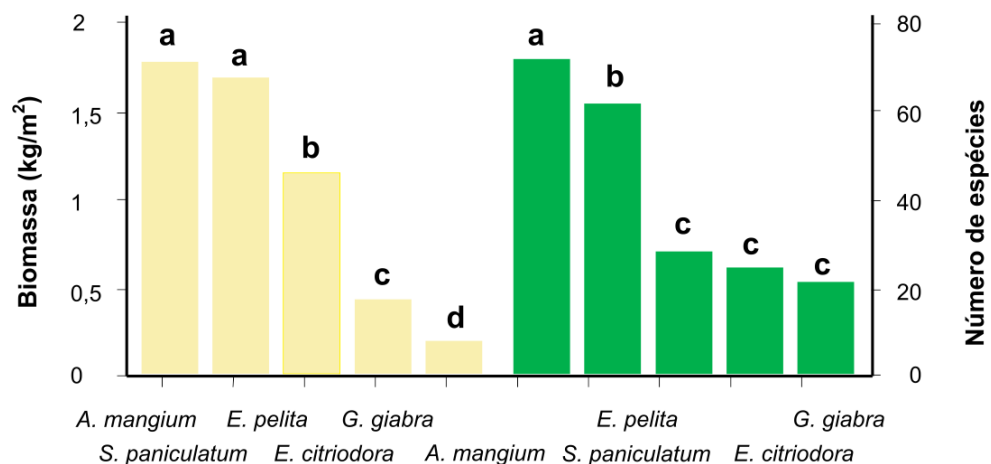 2
1,5
1
0,5
0
Biomassa (kg/m²)
a
a
b
c
d
a
b
c
c
c
80
60
40
20
0
Número de espécies
A. mangium E. pelita G. giabra E. pelita G. giabra
S. paniculatum E. citriodora A. mangium S. paniculatum E. citriodora